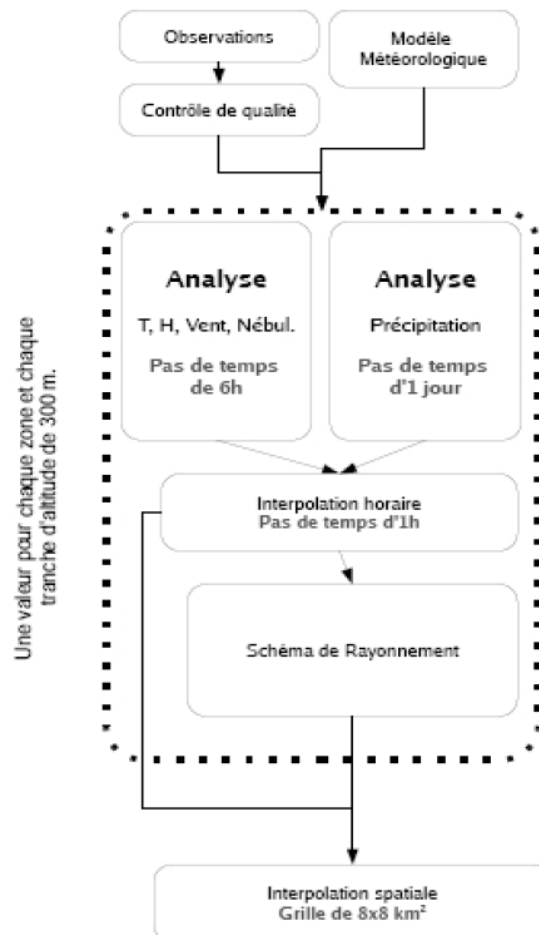 Observations
Modèle
Météorologique
Contrôle de qualité
Analyse
T, H, Vent, Nébul.
Pas de temps
de 6h
Analyse
Précipitation
Pas de temps
d'1 jour
Une valeur pour chaque zone et chaque
tranche d'altitude de 300 m.
Interpolation horaire
Pas de temps d'1h
Schéma de Rayonnement
Interpolation spatiale
Grille de 8x8 km²